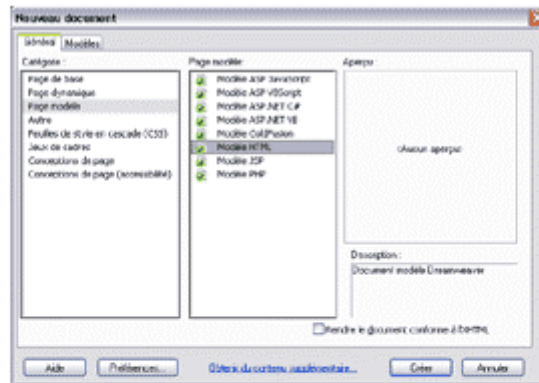 Nouveau document
Général Modèles
Catégorie :
Page de base
Page dynamique
Page modèle
Autre
Feuilles de style en cascade (CSS)
Jeux de cadres
Conceptions de page
Conceptions de page (accessibilité)
Page modèle:
Modèle ASP JavaScript
Modèle ASP VBScript
Modèle ASP.NET C#
Modèle ASP.NET VB
Modèle ColdFusion
Modèle HTML
Modèle JSP
Modèle PHP
Aperçu :
<Aucun aperçu>
Description :
Document modèle Dreamweaver
Rendre le document conforme à XHTML
Aide Préférences... Obtenir du contenu supplémentaire... Créer Annuler